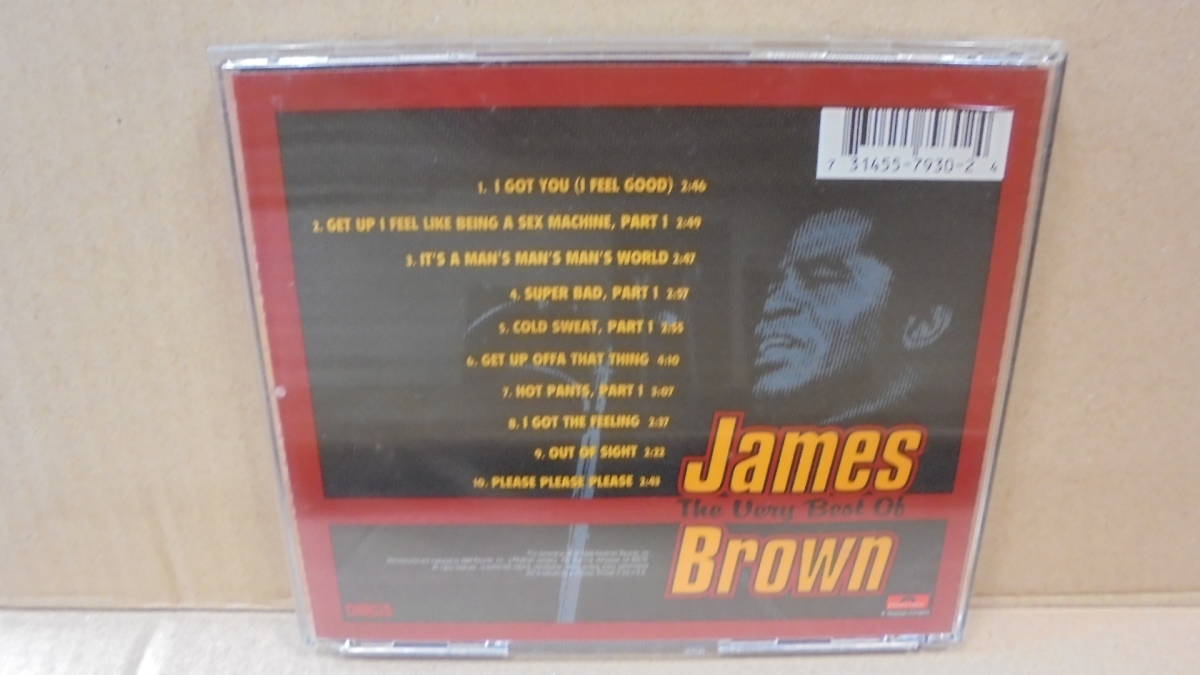 7 31455-7930-2 4
1. I GOT YOU (I FEEL GOOD) 2:46
2. GET UP I FEEL LIKE BEING A SEX MACHINE, PART 1 2:49
3. IT'S A MAN'S MAN'S MAN'S WORLD 2:47
4. SUPER BAD, PART 1 2:57
5. COLD SWEAT, PART 1 2:55
6. GET UP OFFA THAT THING 4:10
7. HOT PANTS, PART 1 3:07
8. I GOT THE FEELING 2:37
9. OUT OF SIGHT 2:22
10. PLEASE PLEASE PLEASE 2:43
James
The Very Best Of
Brown